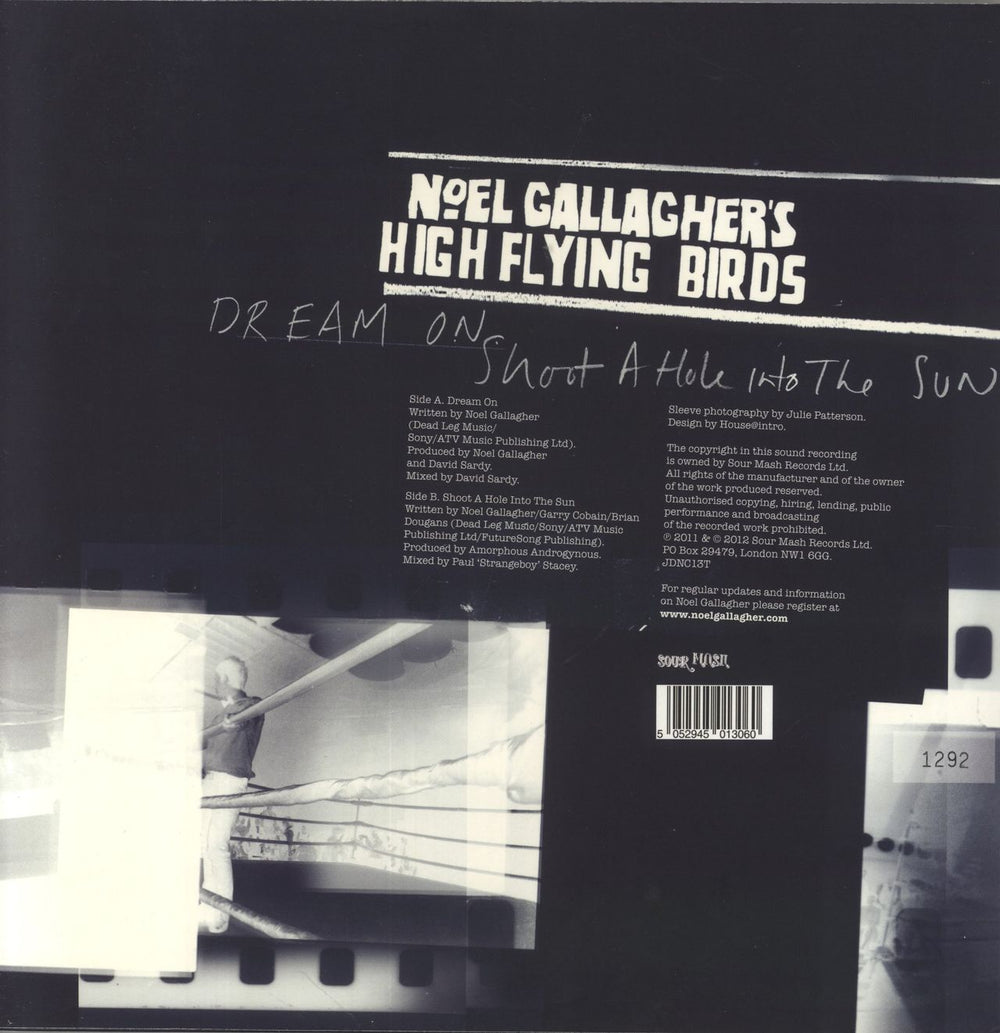 NOEL GALLAGHER'S
HIGH FLYING BIRDS
DREAM ON
Shoot A Hole Into The SUN
Side A. Dream On
Written by Noel Gallagher
(Dead Leg Music/
Sony/ATV Music Publishing Ltd).
Produced by Noel Gallagher
and David Sardy.
Mixed by David Sardy.
Side B. Shoot A Hole Into The Sun
Written by Noel Gallagher/Garry Cobain/Brian
Dougans (Dead Leg Music/Sony/ATV Music
Publishing Ltd/FutureSong Publishing).
Produced by Amorphous Androgynous.
Mixed by Paul 'Strangeboy' Stacey.
Sleeve photography by Julie Patterson.
Design by House@intro.
The copyright in this sound recording
is owned by Sour Mash Records Ltd.
All rights of the manufacturer and of the owner
of the work produced reserved.
Unauthorised copying, hiring, lending, public
performance and broadcasting
of the recorded work prohibited.
℗ 2011 & © 2012 Sour Mash Records Ltd.
PO Box 29479, London NW1 6GG.
JDNC13T
For regular updates and information
on Noel Gallagher please register at
www.noelgallagher.com
SOUR MASH
5 052945 013060
1292